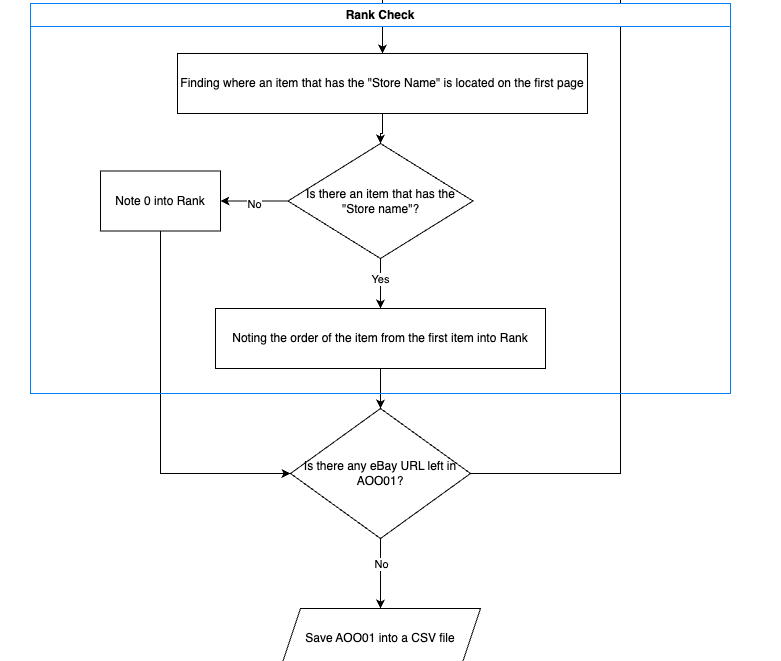 Rank Check
Finding where an item that has the "Store Name" is located on the first page
Is there an item that has the
"Store name"?
No
Note 0 into Rank
Yes
Noting the order of the item from the first item into Rank
Is there any eBay URL left in
AOO01?
No
Save AOO01 into a CSV file